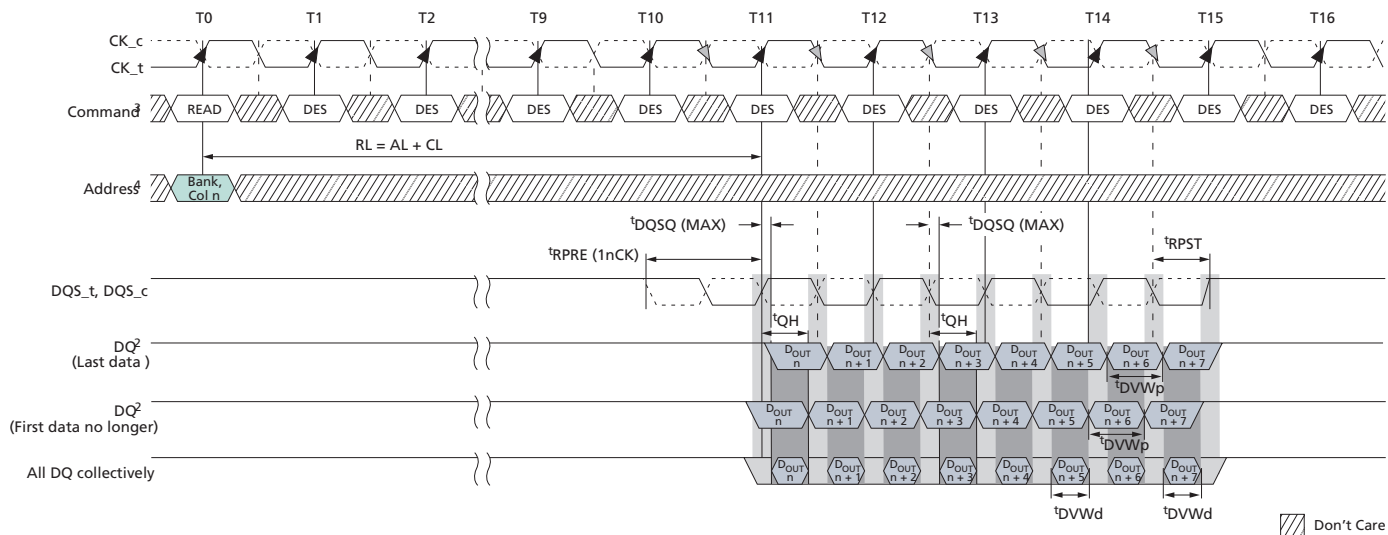 T0 T1 T2 T9 T10 T11 T12 T13 T14 T15 T16
CK_c
CK_t
Command3 READ DES DES DES DES DES DES DES DES DES DES
RL = AL + CL
Address4 Bank,
Col n
tDQSQ (MAX) tDQSQ (MAX)
tRPRE (1nCK) tRPST
DQS_t, DQS_c
tQH tQH
DQ2
(Last data )
DOUT n DOUT n + 1 DOUT n + 2 DOUT n + 3 DOUT n + 4 DOUT n + 5 DOUT n + 6 DOUT n + 7
tDVWp
DQ2
(First data no longer)
DOUT n DOUT n + 1 DOUT n + 2 DOUT n + 3 DOUT n + 4 DOUT n + 5 DOUT n + 6 DOUT n + 7
tDVWp
All DQ collectively
DOUT n DOUT n + 1 DOUT n + 2 DOUT n + 3 DOUT n + 4 DOUT n + 5 DOUT n + 6 DOUT n + 7
tDVWd tDVWd
Don't Care